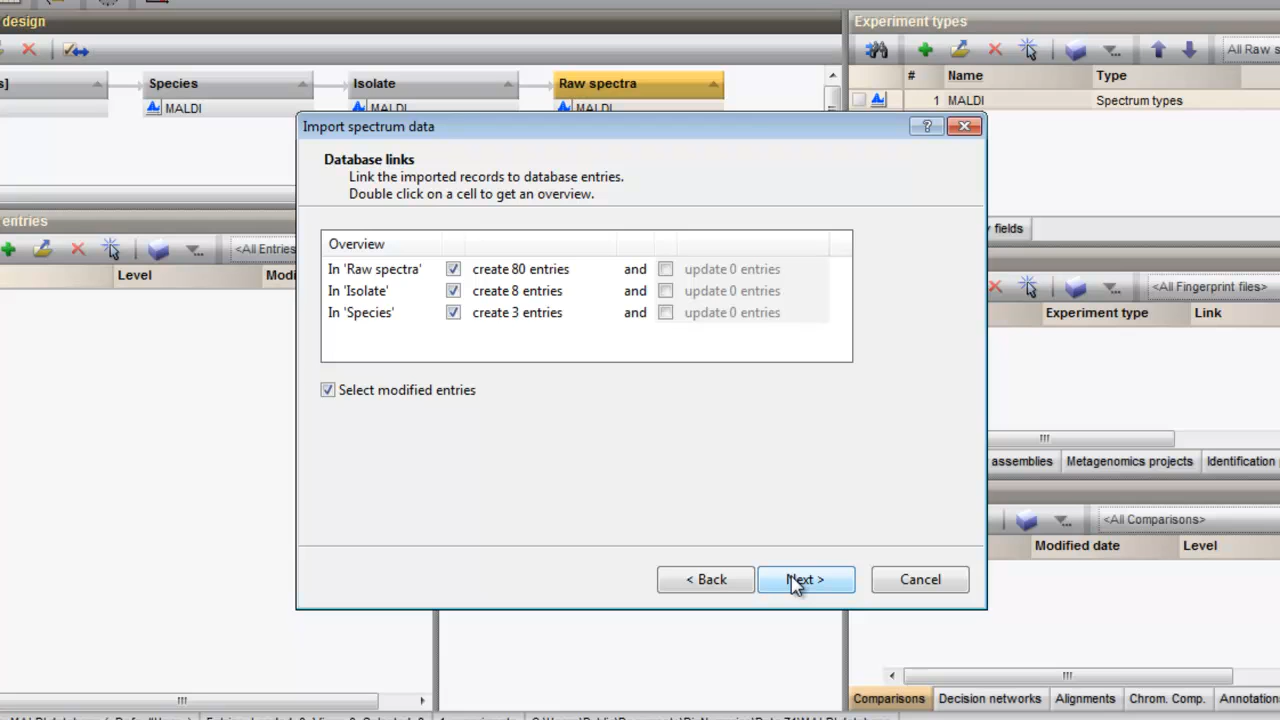 design
Experiment types
All Raw s
s]
Species
Isolate
Raw spectra
#
Name
Type
MALDI
MALDI
MALDI
1
MALDI
Spectrum types
Import spectrum data
?
Database links
Link the imported records to database entries.
Double click on a cell to get an overview.
entries
fields
<All Entries
Overview
Level
Modi
In 'Raw spectra'
create 80 entries
and
update 0 entries
<All Fingerprint files>
In 'Isolate'
create 8 entries
and
update 0 entries
In 'Species'
create 3 entries
and
update 0 entries
Experiment type
Link
Select modified entries
assemblies
Metagenomics projects
Identification
<All Comparisons>
Modified date
Level
< Back
Next >
Cancel
Comparisons
Decision networks
Alignments
Chrom. Comp.
Annotation